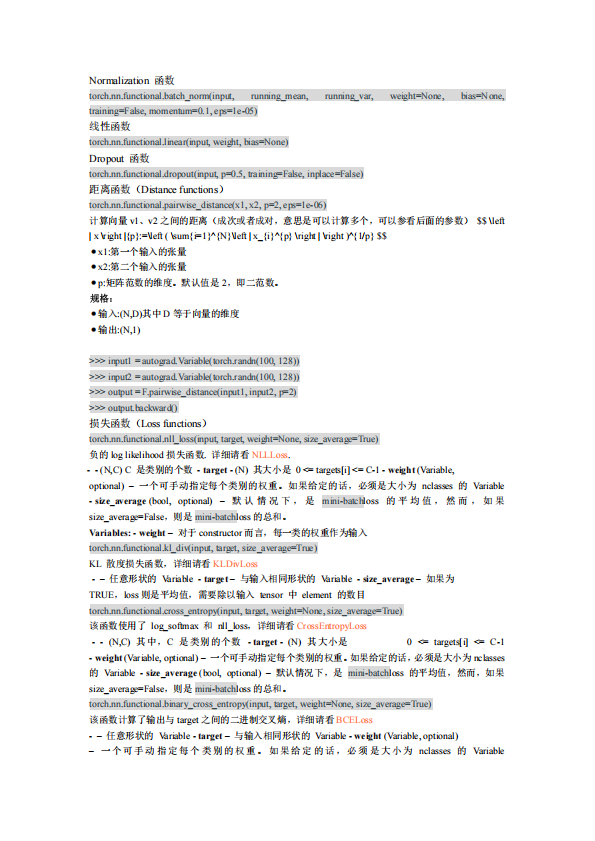 Normalization 函数
torch.nn.functional.batch_norm(input, running_mean, running_var, weight=None, bias=None,
training=False, momentum=0.1, eps=1e-05)
线性函数
torch.nn.functional.linear(input, weight, bias=None)
Dropout 函数
torch.nn.functional.dropout(input, p=0.5, training=False, inplace=False)
距离函数（Distance functions）
torch.nn.functional.pairwise_distance(x1, x2, p=2, eps=1e-06)
计算向量 v1、v2 之间的距离（成次或者成对，意思是可以计算多个，可以参看后面的参数） $$ \left
| x \right |{p}:=\left ( \sum{i=1}^{N}\left | x_{i}^{p} \right | \right )^{1/p} $$
●x1:第一个输入的张量
●x2:第二个输入的张量
●p:矩阵范数的维度。默认值是 2，即二范数。
规格：
●输入:(N,D)其中 D 等于向量的维度
●输出:(N,1)
>>> input1 = autograd.Variable(torch.randn(100, 128))
>>> input2 = autograd.Variable(torch.randn(100, 128))
>>> output = F.pairwise_distance(input1, input2, p=2)
>>> output.backward()
损失函数（Loss functions）
torch.nn.functional.nll_loss(input, target, weight=None, size_average=True)
负的 log likelihood 损失函数. 详细请看 NLLLoss.
- - (N,C) C 是类别的个数 - target - (N) 其大小是 0 <= targets[i] <= C-1 - weight (Variable,
optional) – 一个可手动指定每个类别的权重。如果给定的话，必须是大小为 nclasses 的 Variable
- size_average (bool, optional) – 默认情况下，是 mini-batchloss 的平均值，然而，如果
size_average=False，则是 mini-batchloss 的总和。
Variables: - weight – 对于 constructor 而言，每一类的权重作为输入
torch.nn.functional.kl_div(input, target, size_average=True)
KL 散度损失函数，详细请看 KLDivLoss
- – 任意形状的 Variable - target – 与输入相同形状的 Variable - size_average – 如果为
TRUE，loss 则是平均值，需要除以输入 tensor 中 element 的数目
torch.nn.functional.cross_entropy(input, target, weight=None, size_average=True)
该函数使用了 log_softmax 和 nll_loss，详细请看 CrossEntropyLoss
- - (N,C) 其中，C 是类别的个数 - target - (N) 其大小是 0 <= targets[i] <= C-1
- weight (Variable, optional) – 一个可手动指定每个类别的权重。如果给定的话，必须是大小为 nclasses
的 Variable - size_average (bool, optional) – 默认情况下，是 mini-batchloss 的平均值，然而，如果
size_average=False，则是 mini-batchloss 的总和。
torch.nn.functional.binary_cross_entropy(input, target, weight=None, size_average=True)
该函数计算了输出与 target 之间的二进制交叉熵，详细请看 BCELoss
- – 任意形状的 Variable - target – 与输入相同形状的 Variable - weight (Variable, optional)
– 一个可手动指定每个类别的权重。如果给定的话，必须是大小为 nclasses 的 Variable